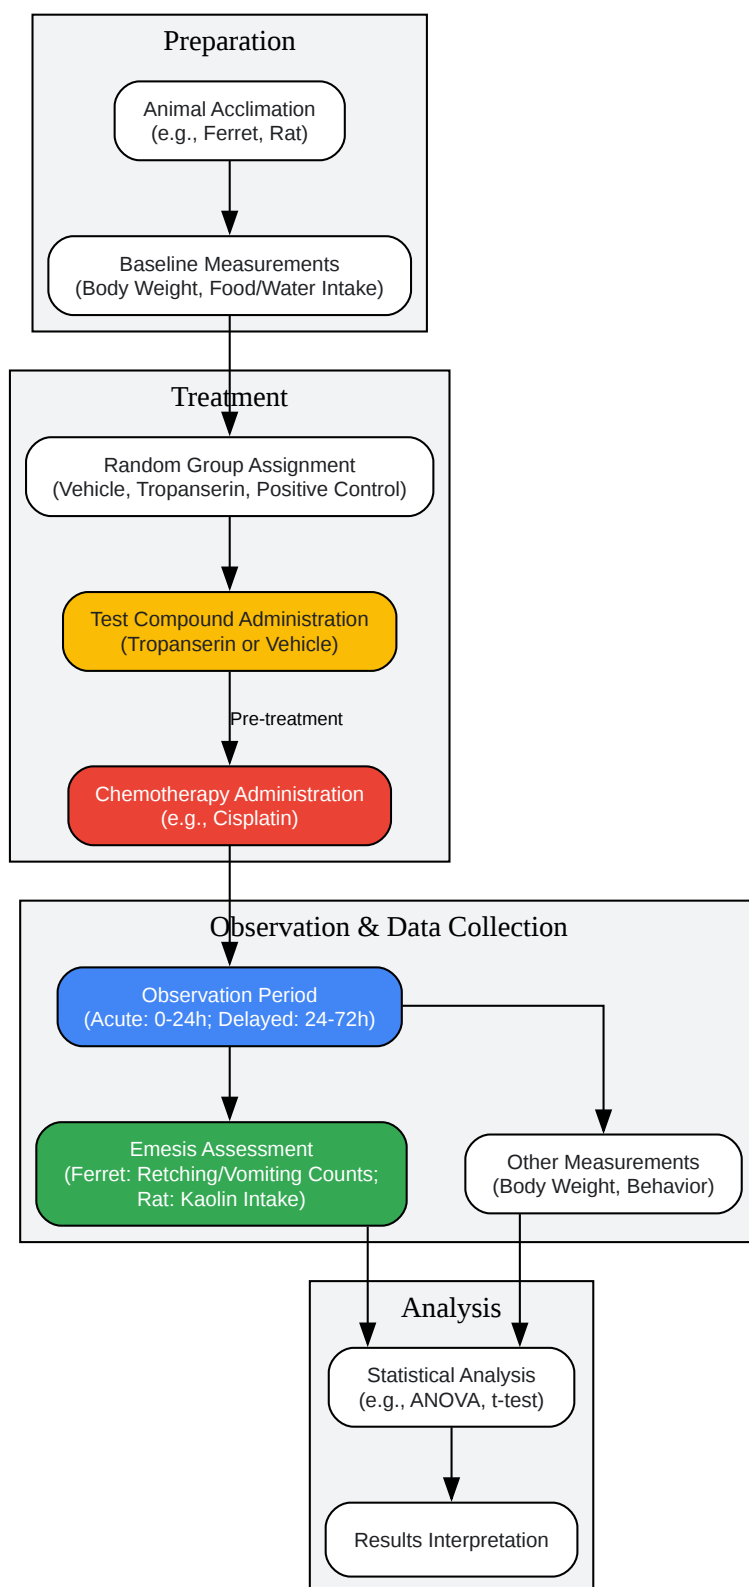 Preparation
Animal Acclimation
(e.g., Ferret, Rat)
Baseline Measurements
(Body Weight, Food/Water Intake)
Treatment
Random Group Assignment
(Vehicle, Tropanserin, Positive Control)
Test Compound Administration
(Tropanserin or Vehicle)
Pre-treatment
Chemotherapy Administration
(e.g., Cisplatin)
Observation & Data Collection
Observation Period
(Acute: 0-24h; Delayed: 24-72h)
Emesis Assessment
(Ferret: Retching/Vomiting Counts;
Rat: Kaolin Intake)
Other Measurements
(Body Weight, Behavior)
Analysis
Statistical Analysis
(e.g., ANOVA, t-test)
Results Interpretation